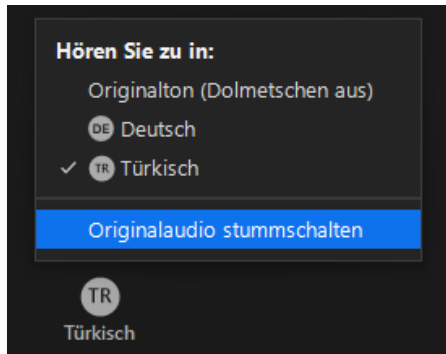 Hören Sie zu in:
Originalton (Dolmetschen aus)
DE Deutsch
TR Türkisch
Originalaudio stummschalten
TR
Türkisch